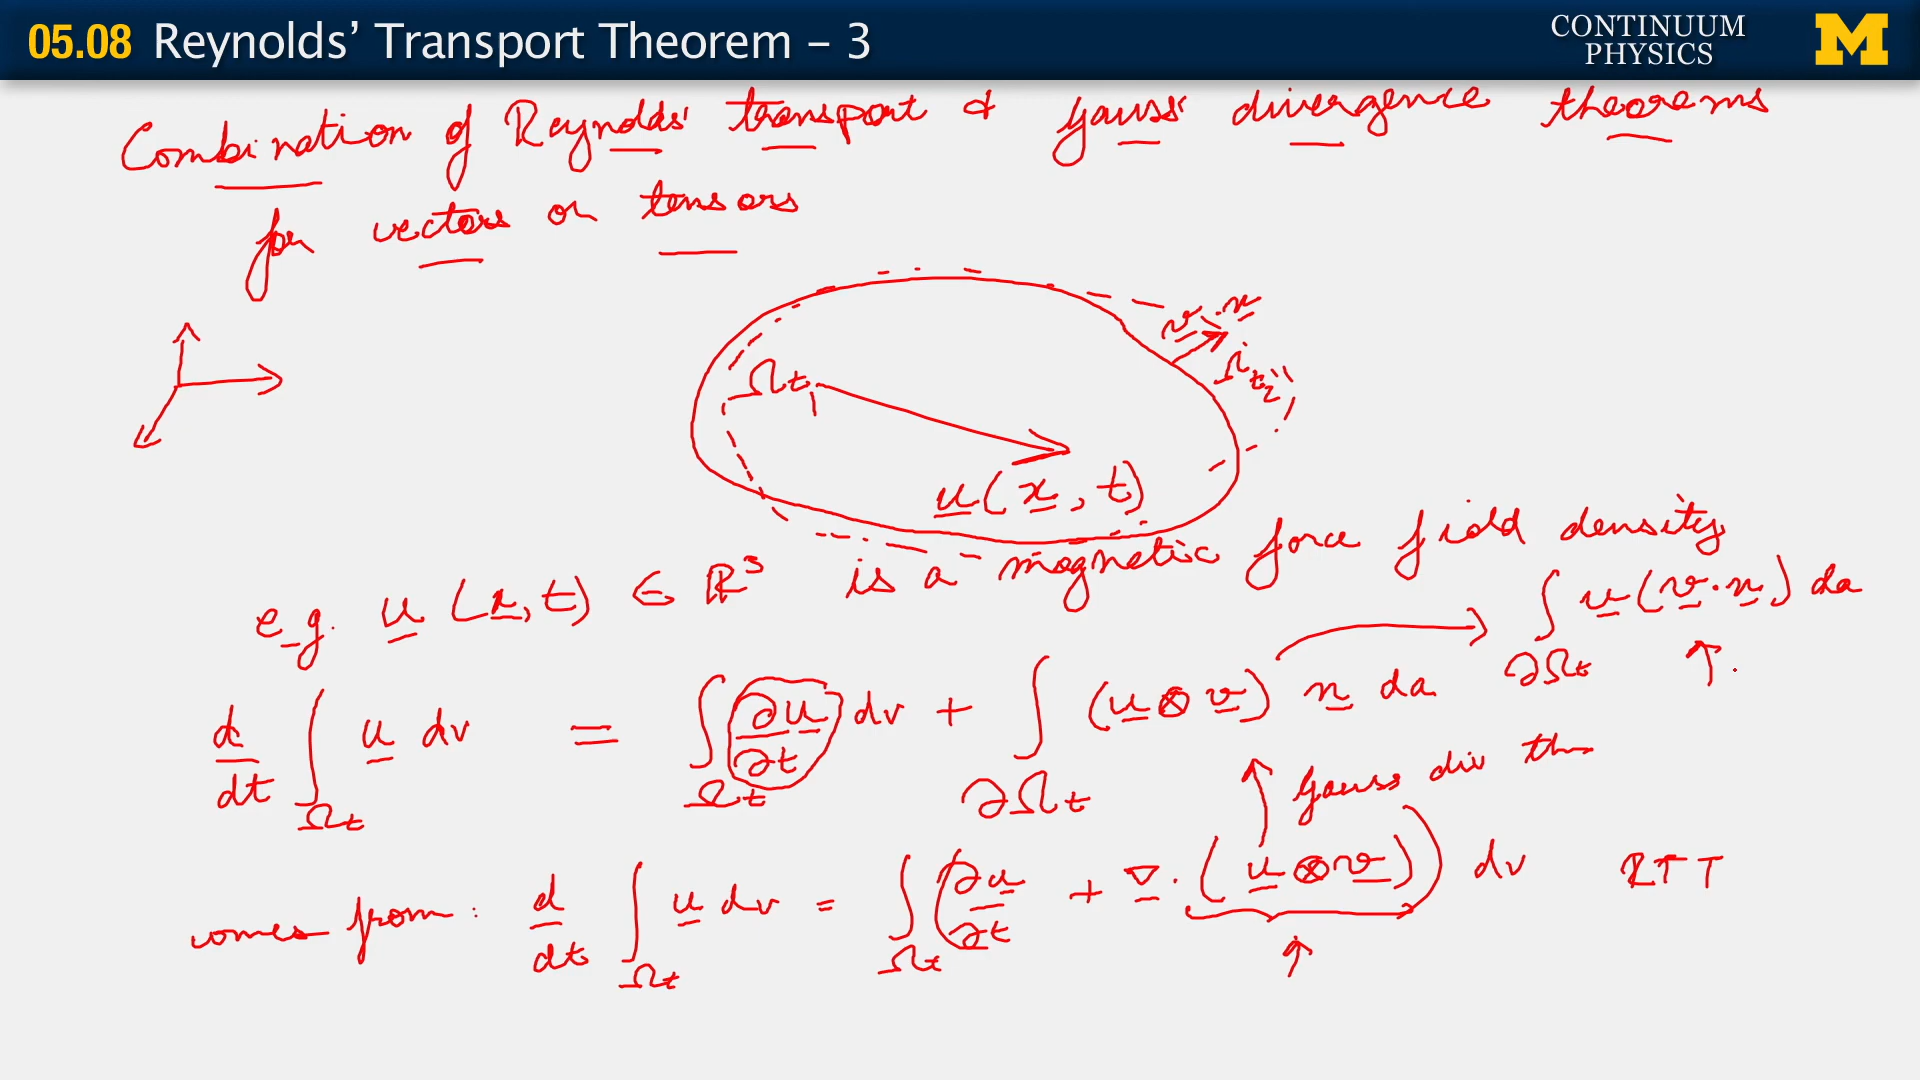 05.08 Reynolds’ Transport Theorem – 3
CONTINUUM
PHYSICS
M
Combination of Reynolds' transport & Gauss' divergence theorems
for vectors or tensors
v · n
Ωt₁
Ωt₂
u(x, t)
e.g. u (x, t) ∈ ℝ³ is a magnetic force field density
∫∂Ωt u(v·n) da
d/dt ∫Ωt u dv = ∫Ωt ∂u/∂t dv + ∫∂Ωt (u⊗v) n da
Gauss div thm
comes from: d/dt ∫Ωt u dv = ∫Ωt (∂u/∂t + ∇·(u⊗v)) dv RTT